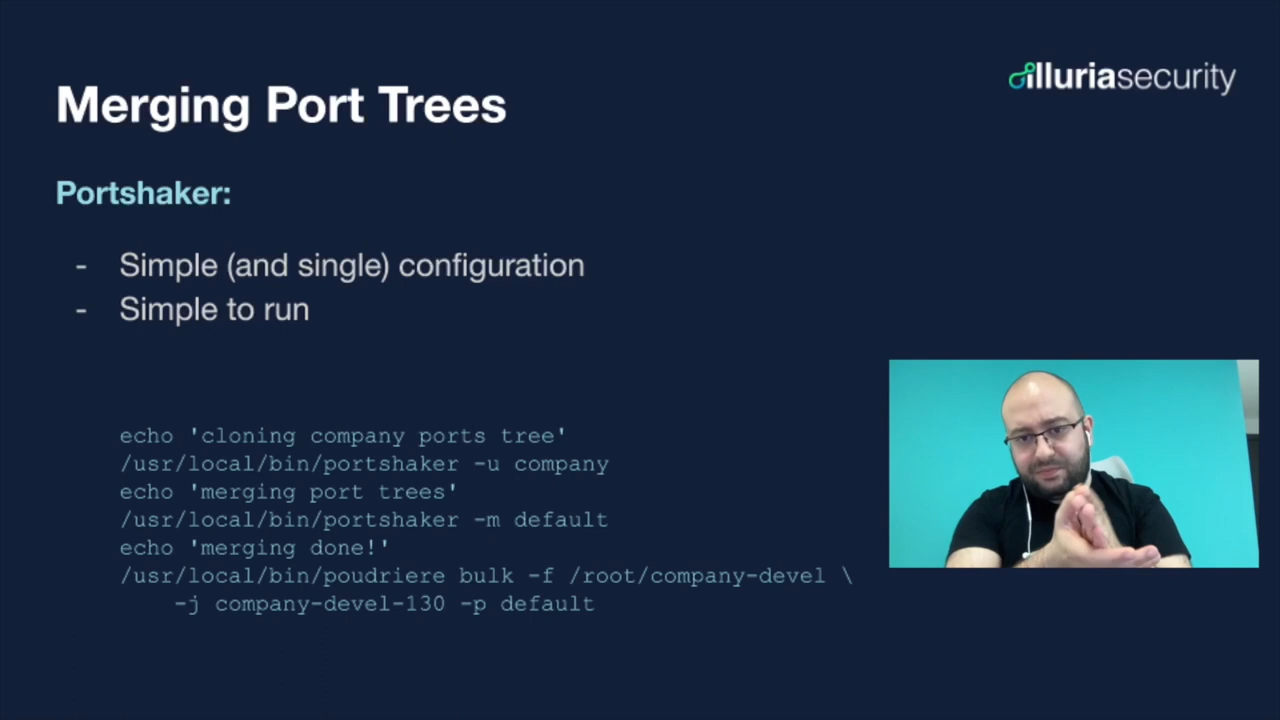 illuriasecurity
Merging Port Trees
Portshaker:
- Simple (and single) configuration
- Simple to run
echo 'cloning company ports tree'
/usr/local/bin/portshaker -u company
echo 'merging port trees'
/usr/local/bin/portshaker -m default
echo 'merging done!'
/usr/local/bin/poudriere bulk -f /root/company-devel \
-j company-devel-130 -p default